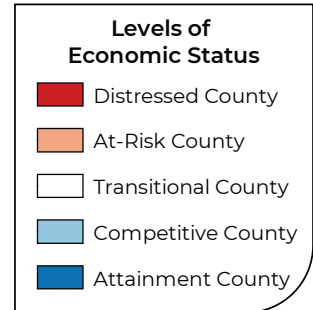 Levels of
Economic Status
Distressed County
At-Risk County
Transitional County
Competitive County
Attainment County